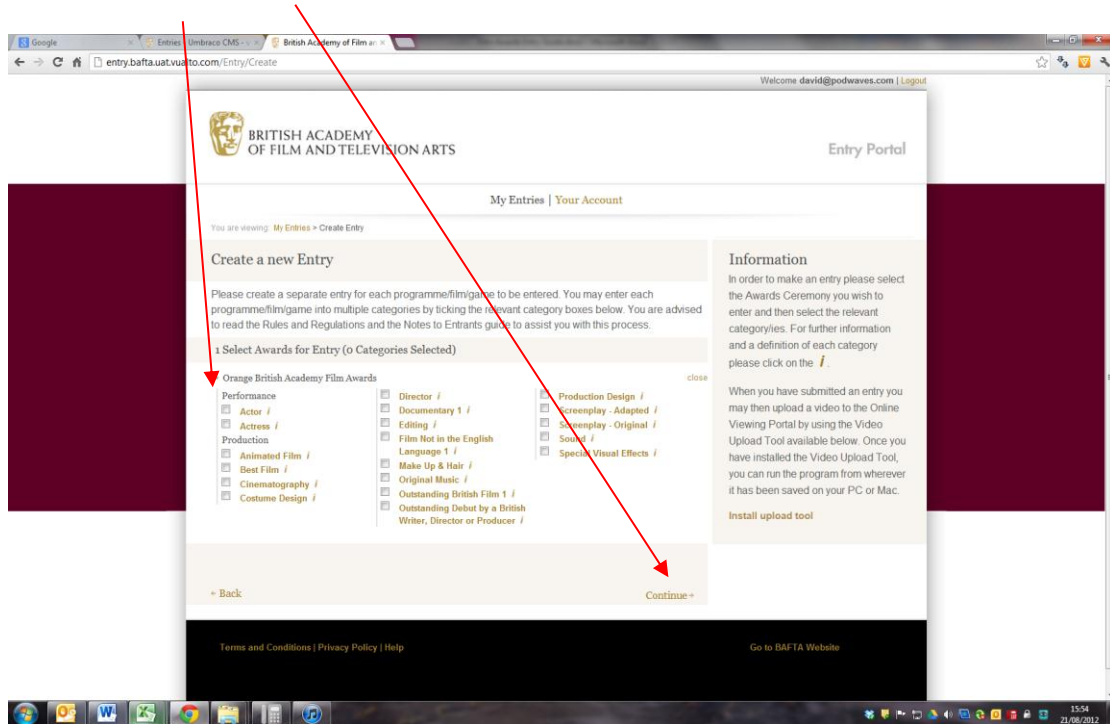 Google
Entries - Umbraco CMS - v
British Academy of Film an
entry.bafta.uat.vualto.com/Entry/Create
Welcome david@podwaves.com | Logout
BRITISH ACADEMY
OF FILM AND TELEVISION ARTS
Entry Portal
My Entries | Your Account
You are viewing: My Entries > Create Entry
Create a new Entry
Please create a separate entry for each programme/film/game to be entered. You may enter each
programme/film/game into multiple categories by ticking the relevant category boxes below. You are advised
to read the Rules and Regulations and the Notes to Entrants guide to assist you with this process.
1 Select Awards for Entry (0 Categories Selected)
Orange British Academy Film Awards
close
Performance
Actor i
Actress i
Production
Animated Film i
Best Film i
Cinematography i
Costume Design i
Director i
Documentary 1 i
Editing i
Film Not in the English
Language 1 i
Make Up & Hair i
Original Music i
Outstanding British Film 1 i
Outstanding Debut by a British
Writer, Director or Producer i
Production Design i
Screenplay - Adapted i
Screenplay - Original i
Sound i
Special Visual Effects i
← Back
Continue→
Information
In order to make an entry please select
the Awards Ceremony you wish to
enter and then select the relevant
category/ies. For further information
and a definition of each category
please click on the i .
When you have submitted an entry you
may then upload a video to the Online
Viewing Portal by using the Video
Upload Tool available below. Once you
have installed the Video Upload Tool,
you can run the program from wherever
it has been saved on your PC or Mac.
Install upload tool
Terms and Conditions | Privacy Policy | Help
Go to BAFTA Website
15:54
21/08/2012